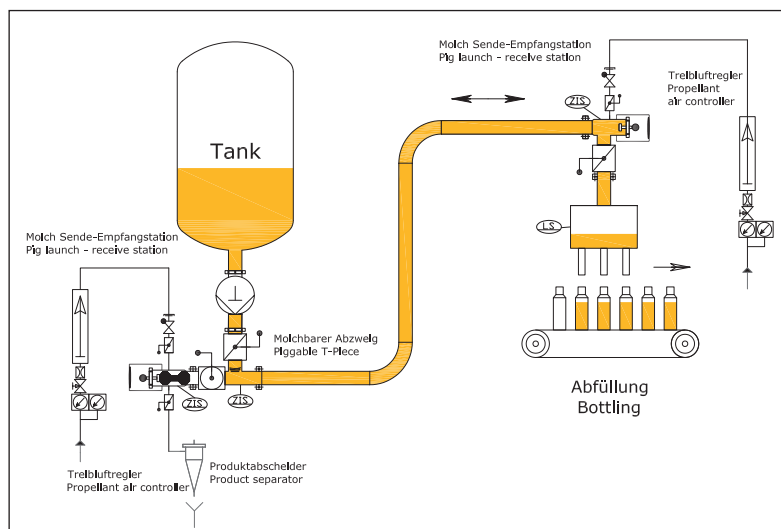 Molch Sende-Empfangstation
Pig launch - receive station
Treibluftregler
Propellant
air controller
ZIS
Tank
LS
Molch Sende-Empfangstation
Pig launch - receive station
Molchbarer Abzweig
Piggable T-Piece
ZIS
ZIS
Abfüllung
Bottling
Treibluftregler
Propellant air controller
Produktabscheider
Product separator